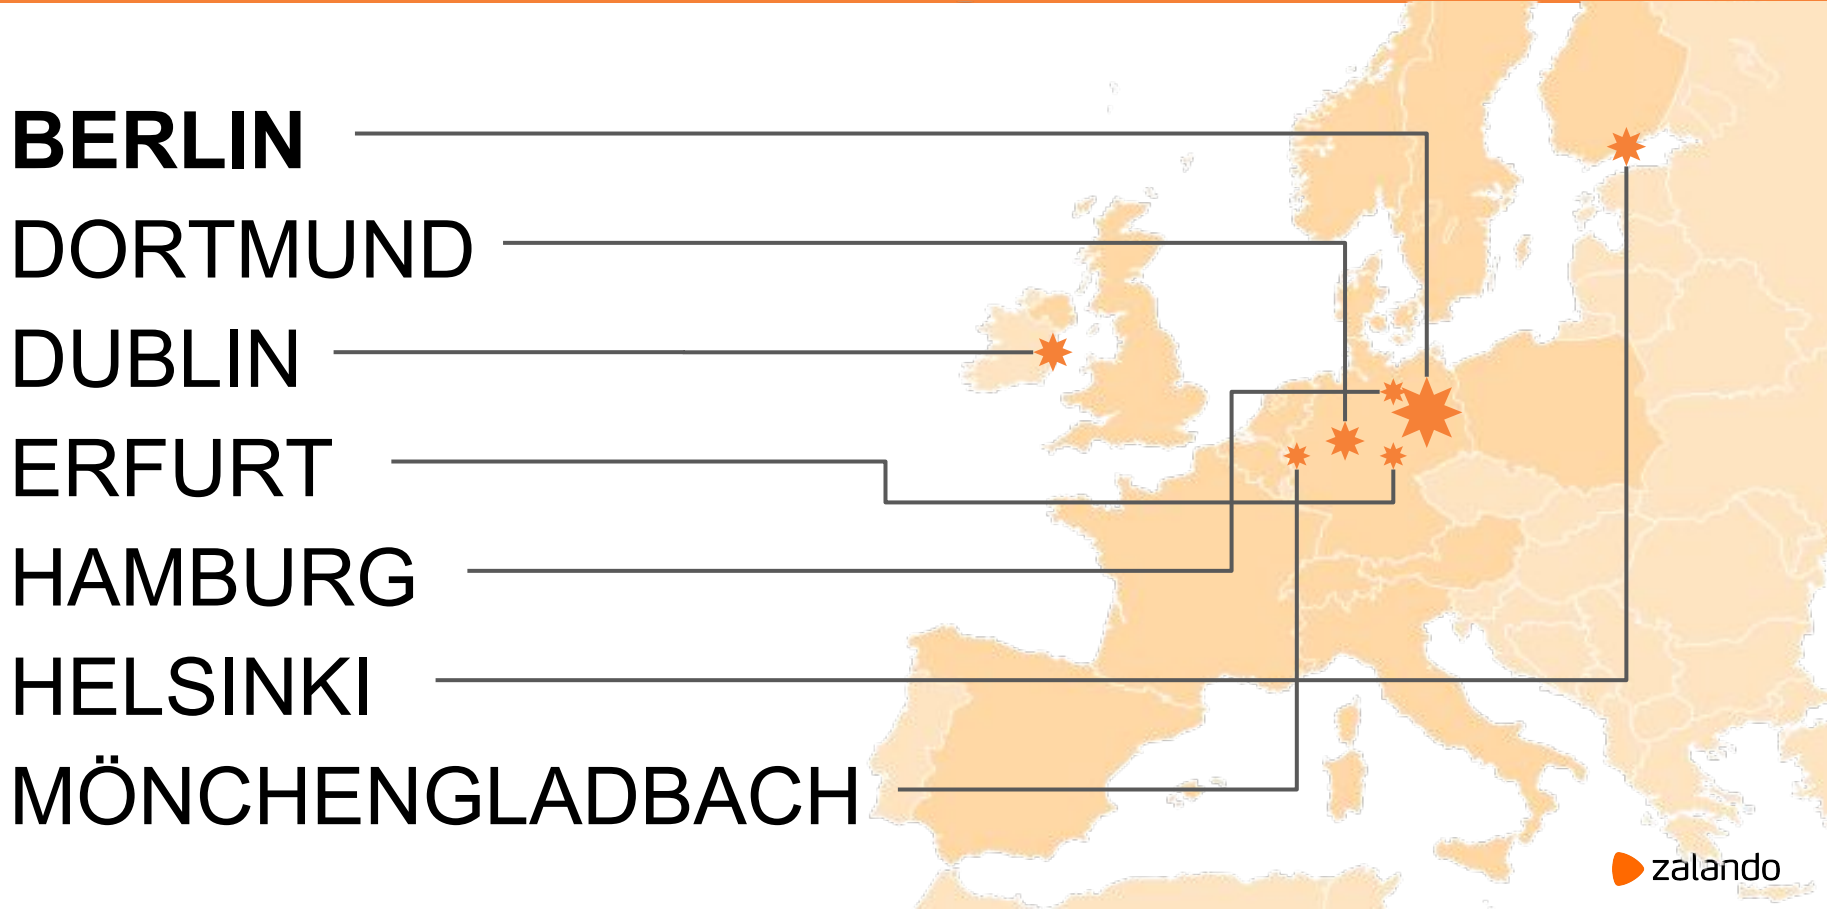 BERLIN
DORTMUND
DUBLIN
ERFURT
HAMBURG
HELSINKI
MÖNCHENGLADBACH
zalando